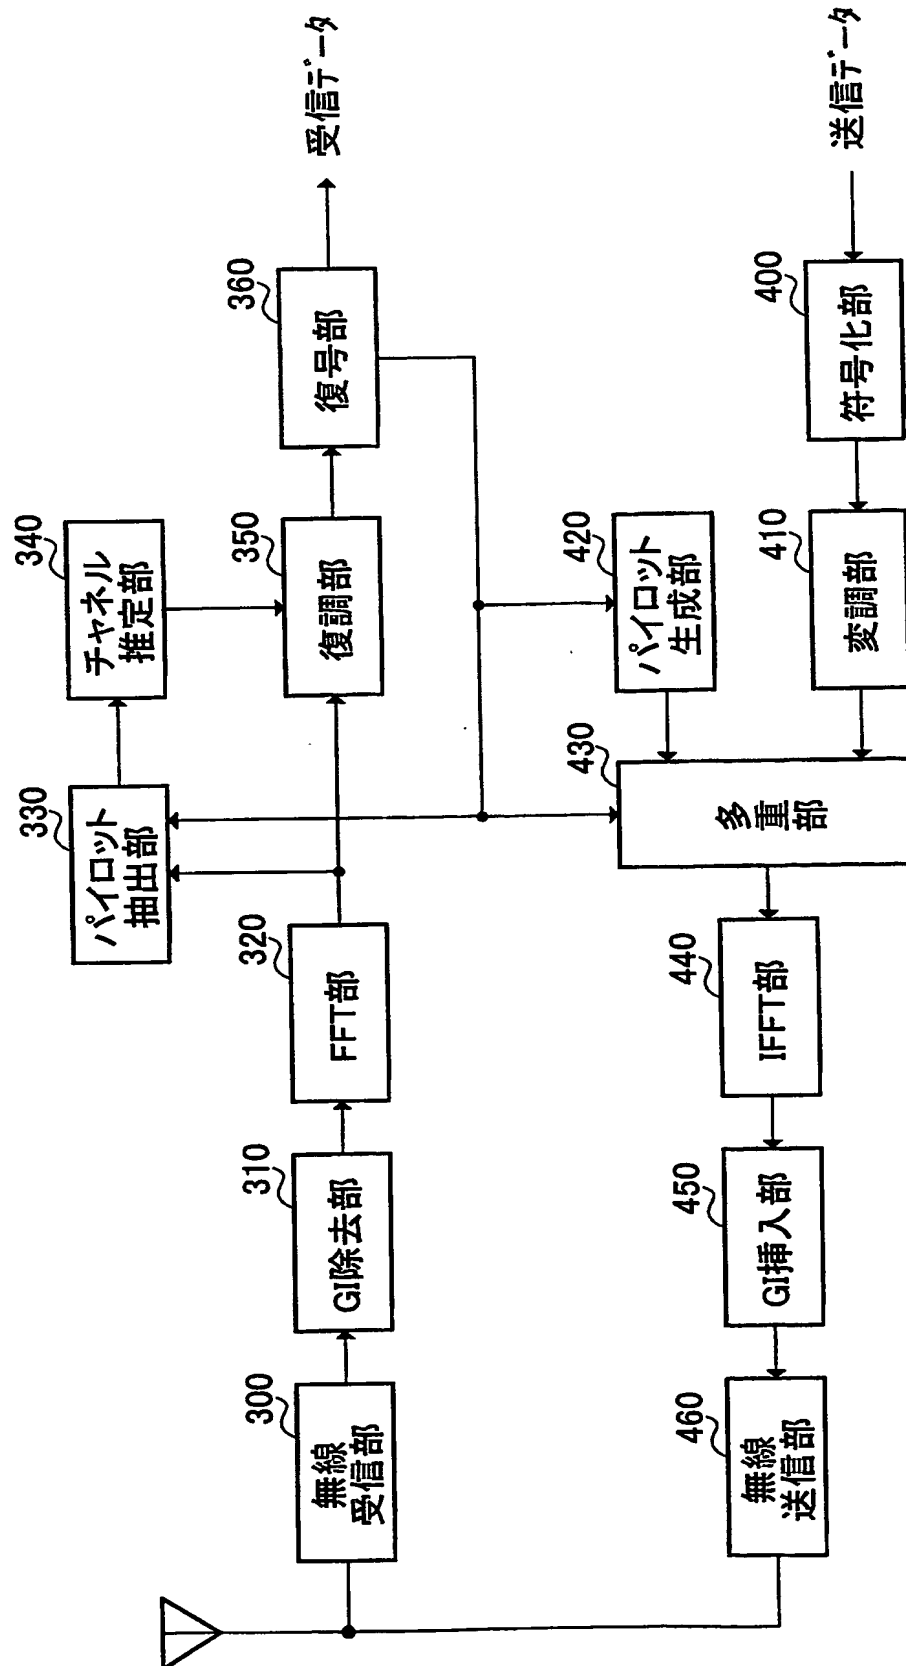 340
チャネル
推定部
330
パイロット
抽出部
300
無線
受信部
310
GI除去部
320
FFT部
350
復調部
360
復号部
受信データ
420
パイロット
生成部
460
無線
送信部
450
GI挿入部
440
IFFT部
430
多重
部
410
変調部
400
符号化部
送信データ